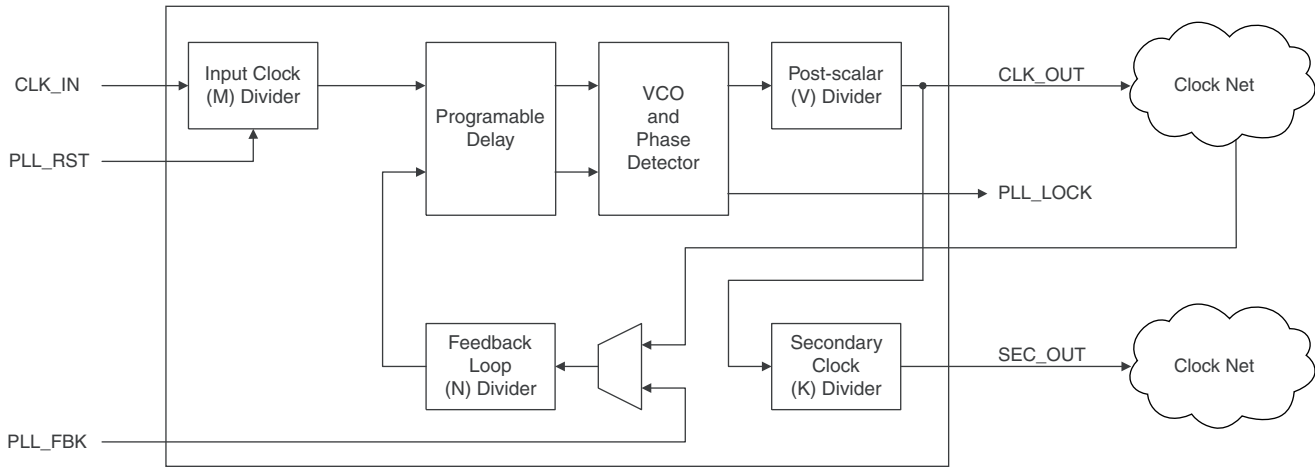 CLK_IN
PLL_RST
Input Clock
(M) Divider
Programable
Delay
VCO
and
Phase
Detector
Post-scalar
(V) Divider
CLK_OUT
Clock Net
PLL_LOCK
Feedback
Loop
(N) Divider
Secondary
Clock
(K) Divider
SEC_OUT
Clock Net
PLL_FBK